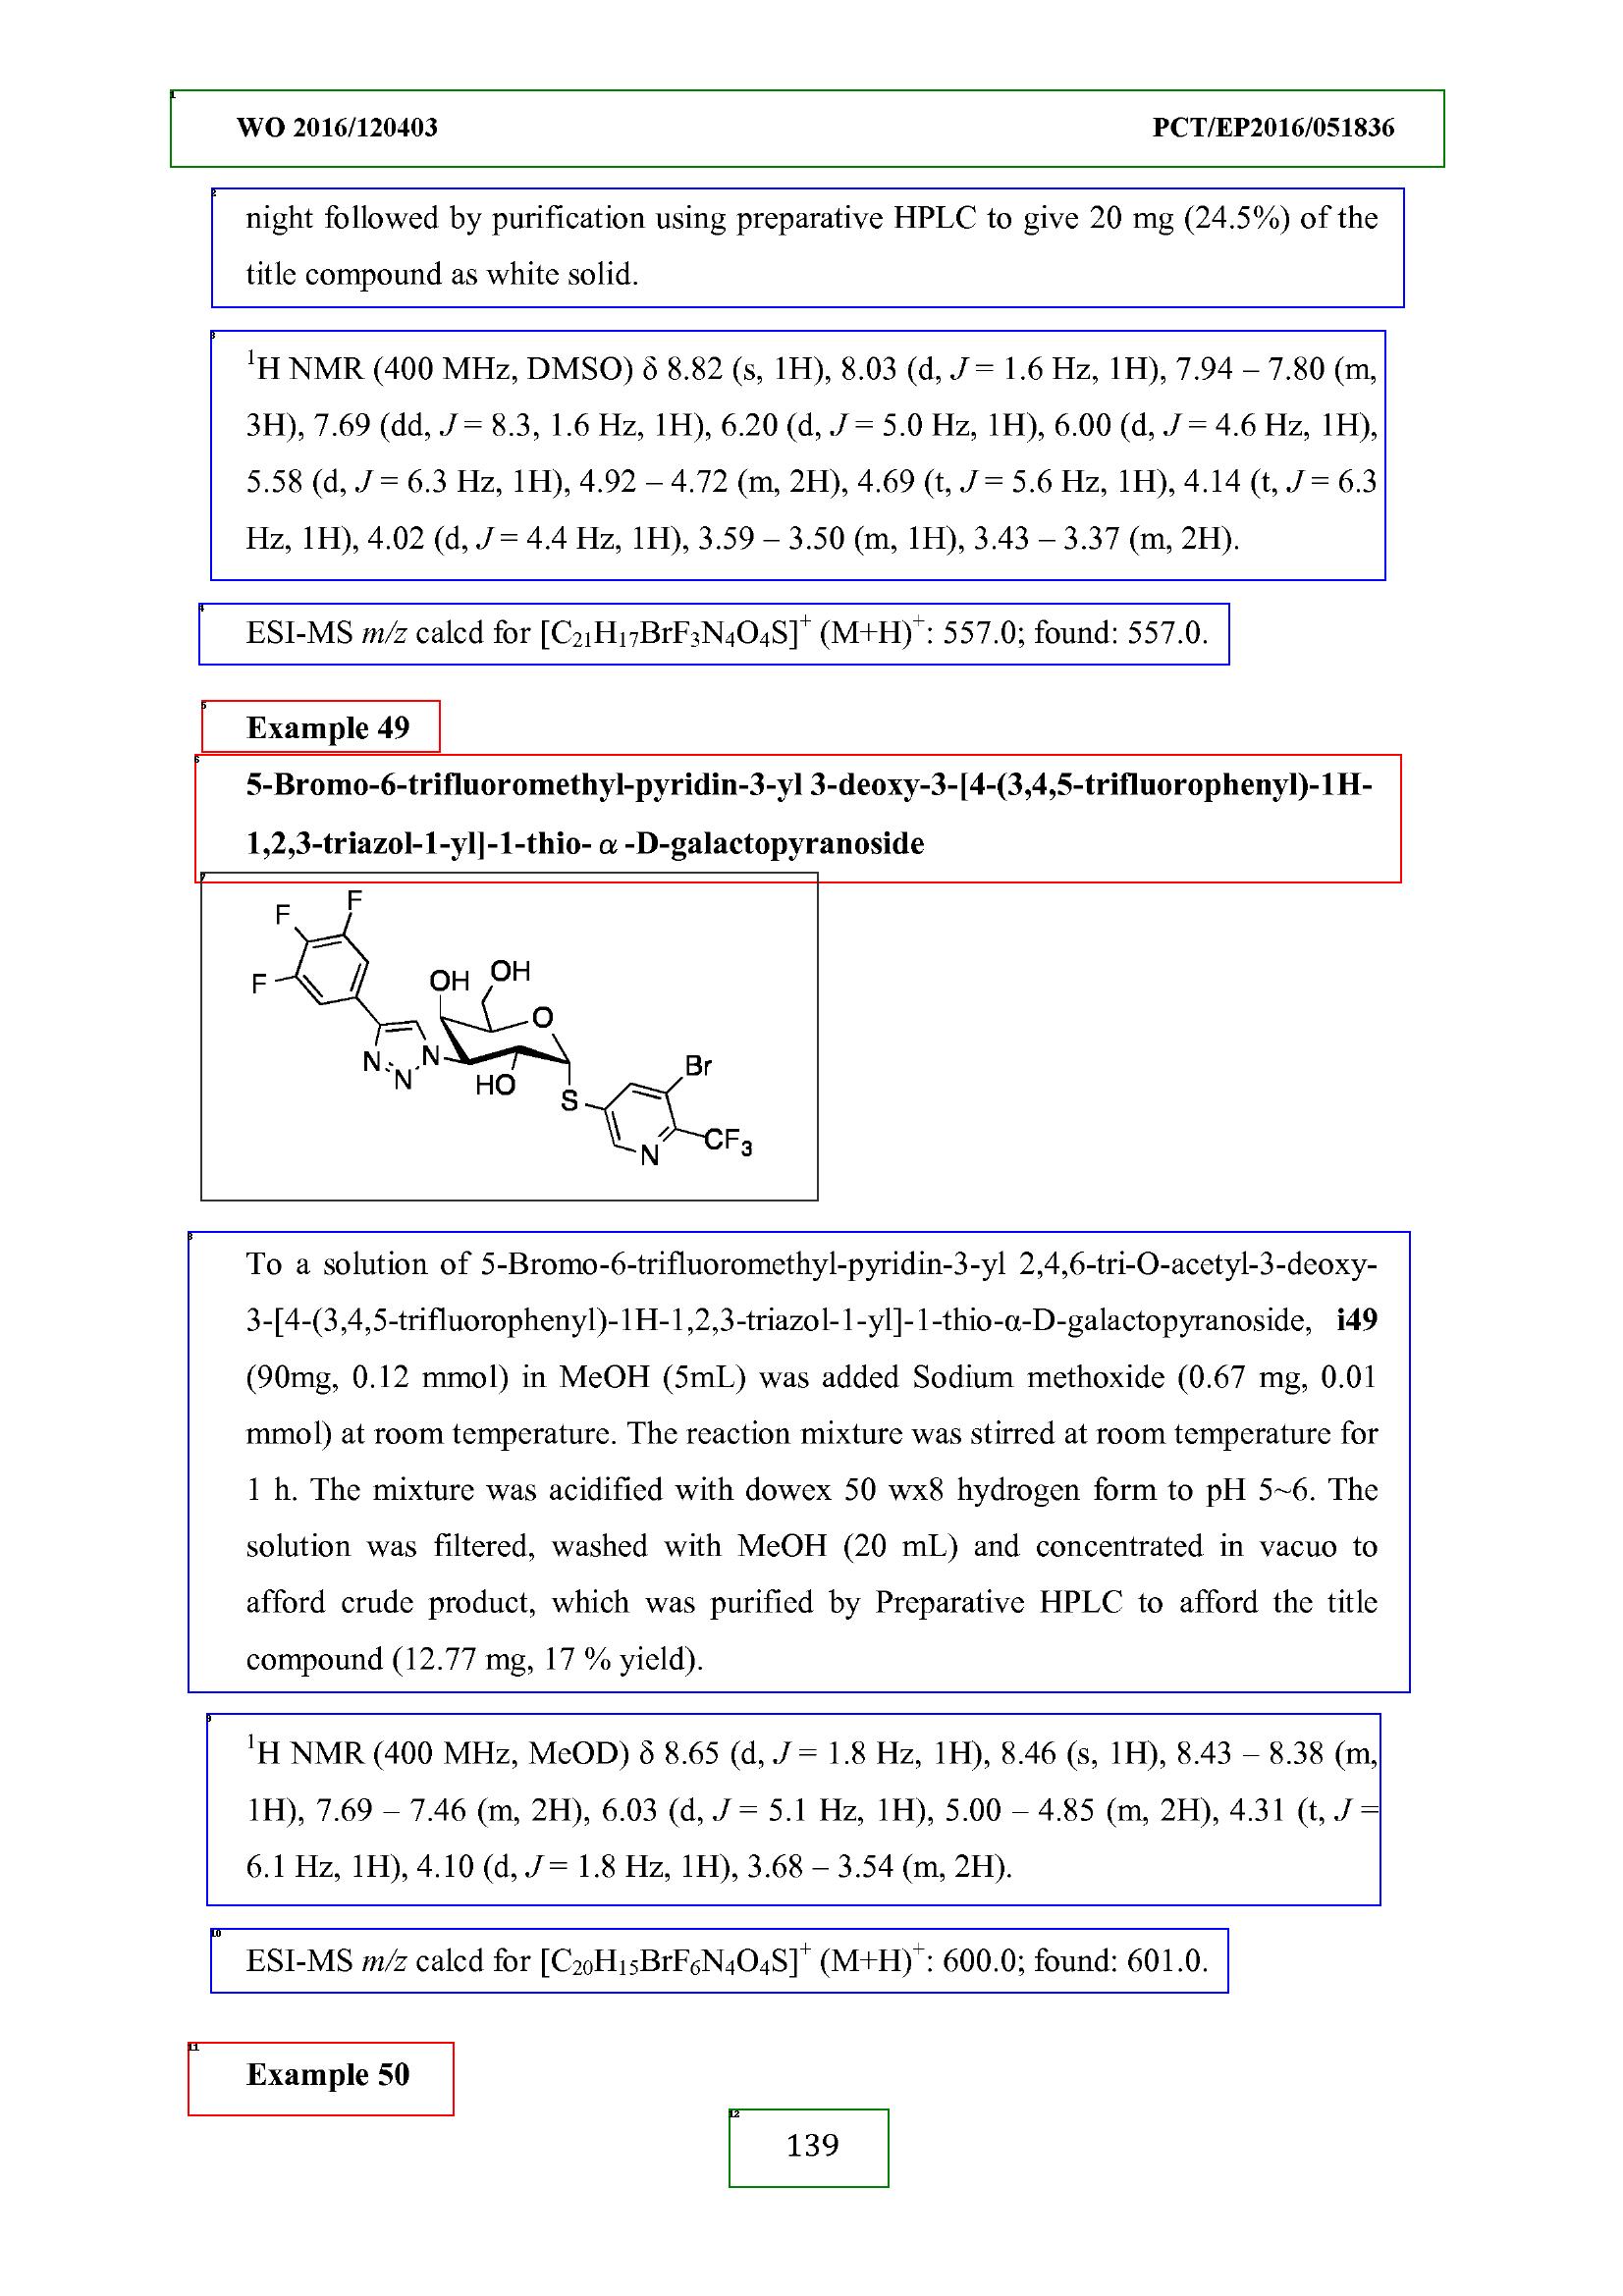 1
WO 2016/120403 PCT/EP2016/051836
2
night followed by purification using preparative HPLC to give 20 mg (24.5%) of the
title compound as white solid.
3
¹H NMR (400 MHz, DMSO) δ 8.82 (s, 1H), 8.03 (d, J = 1.6 Hz, 1H), 7.94 – 7.80 (m,
3H), 7.69 (dd, J = 8.3, 1.6 Hz, 1H), 6.20 (d, J = 5.0 Hz, 1H), 6.00 (d, J = 4.6 Hz, 1H),
5.58 (d, J = 6.3 Hz, 1H), 4.92 – 4.72 (m, 2H), 4.69 (t, J = 5.6 Hz, 1H), 4.14 (t, J = 6.3
Hz, 1H), 4.02 (d, J = 4.4 Hz, 1H), 3.59 – 3.50 (m, 1H), 3.43 – 3.37 (m, 2H).
4
ESI-MS m/z calcd for [C₂₁H₁₇BrF₃N₄O₄S]⁺ (M+H)⁺: 557.0; found: 557.0.
5
Example 49
6
5-Bromo-6-trifluoromethyl-pyridin-3-yl 3-deoxy-3-[4-(3,4,5-trifluorophenyl)-1H-
1,2,3-triazol-1-yl]-1-thio- α -D-galactopyranoside
7
F F
F OH OH
O
N N
N HO Br
S
CF₃
N
8
To a solution of 5-Bromo-6-trifluoromethyl-pyridin-3-yl 2,4,6-tri-O-acetyl-3-deoxy-
3-[4-(3,4,5-trifluorophenyl)-1H-1,2,3-triazol-1-yl]-1-thio-α-D-galactopyranoside, i49
(90mg, 0.12 mmol) in MeOH (5mL) was added Sodium methoxide (0.67 mg, 0.01
mmol) at room temperature. The reaction mixture was stirred at room temperature for
1 h. The mixture was acidified with dowex 50 wx8 hydrogen form to pH 5~6. The
solution was filtered, washed with MeOH (20 mL) and concentrated in vacuo to
afford crude product, which was purified by Preparative HPLC to afford the title
compound (12.77 mg, 17 % yield).
9
¹H NMR (400 MHz, MeOD) δ 8.65 (d, J = 1.8 Hz, 1H), 8.46 (s, 1H), 8.43 – 8.38 (m,
1H), 7.69 – 7.46 (m, 2H), 6.03 (d, J = 5.1 Hz, 1H), 5.00 – 4.85 (m, 2H), 4.31 (t, J =
6.1 Hz, 1H), 4.10 (d, J = 1.8 Hz, 1H), 3.68 – 3.54 (m, 2H).
10
ESI-MS m/z calcd for [C₂₀H₁₅BrF₆N₄O₄S]⁺ (M+H)⁺: 600.0; found: 601.0.
11
Example 50
12
139